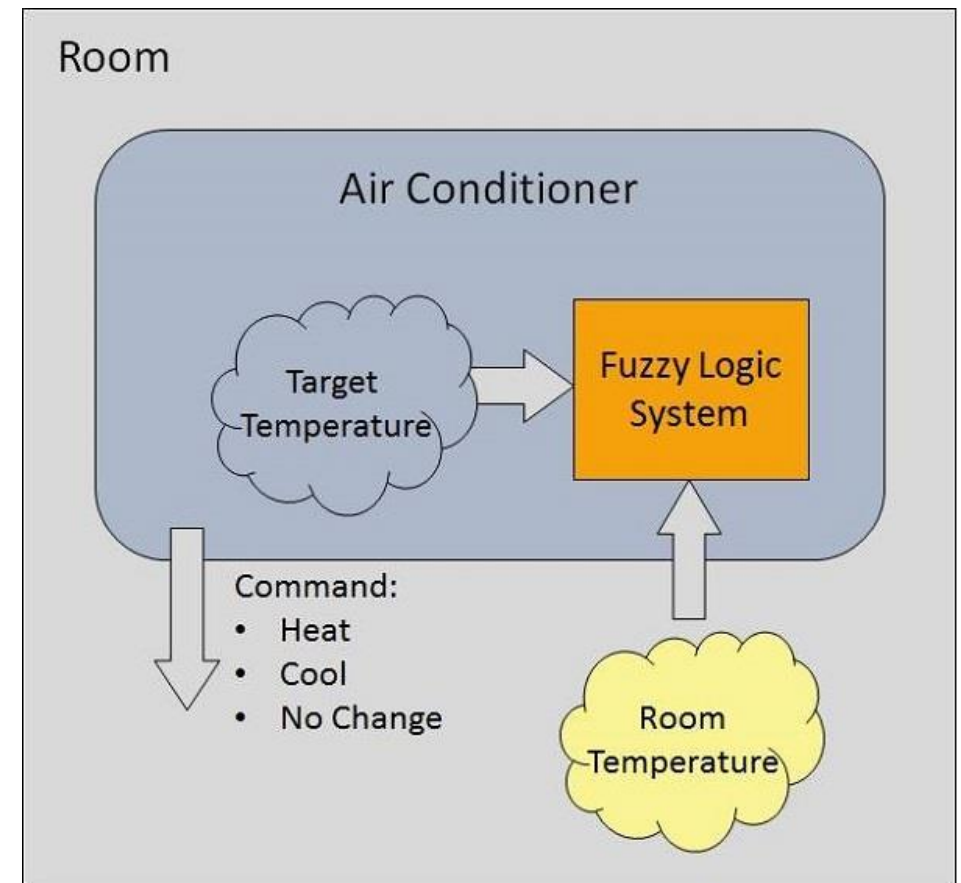 Room
Air Conditioner
Target
Temperature
Fuzzy Logic
System
Command:
• Heat
• Cool
• No Change
Room
Temperature